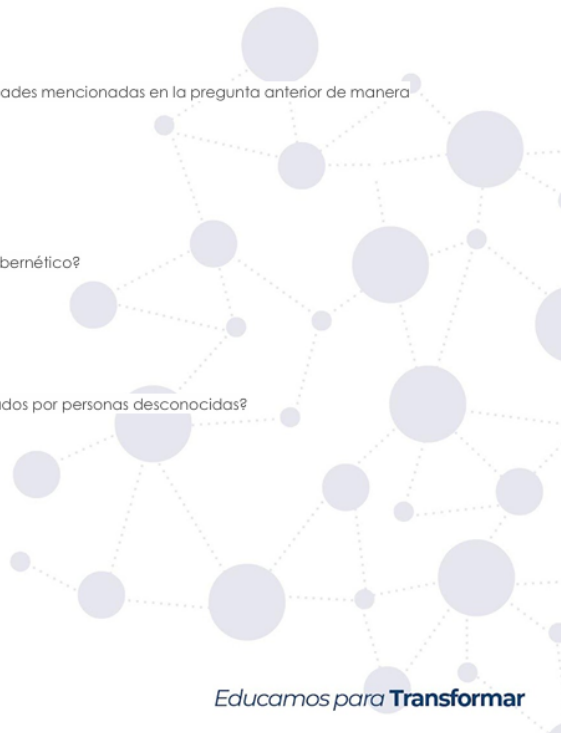 ades mencionadas en la pregunta anterior de manera
bernético?
ados por personas desconocidas?
Educamos para Transformar